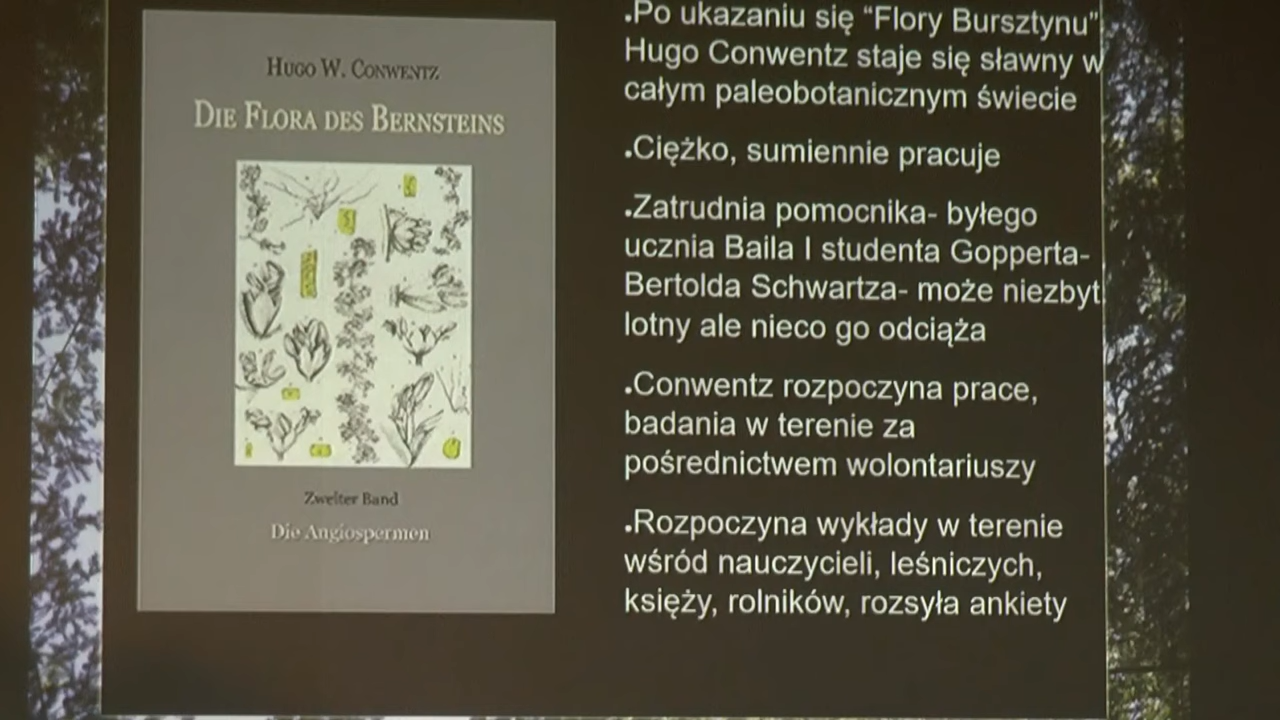 Hugo W. Conwentz
Die Flora des Bernsteins
Zweiter Band
Die Angiospermen
.Po ukazaniu się “Flory Bursztynu”
Hugo Conwentz staje się sławny w
całym paleobotanicznym świecie
.Ciężko, sumiennie pracuje
.Zatrudnia pomocnika- byłego
ucznia Baila I studenta Gopperta-
Bertolda Schwartza- może niezbyt
lotny ale nieco go odciąża
.Conwentz rozpoczyna prace,
badania w terenie za
pośrednictwem wolontariuszy
.Rozpoczyna wykłady w terenie
wśród nauczycieli, leśniczych,
księży, rolników, rozsyła ankiety